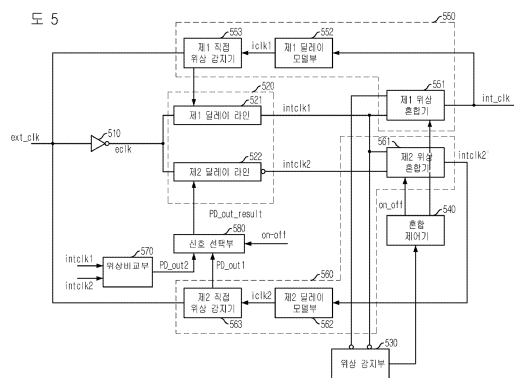 도 5
553
제1 직접
위상 감지기
iclk1
552
제1 딜레이
모델부
550
551
제1 위상
혼합기
int_clk
520
521
제1 딜레이 라인
intclk1
ext_clk
510
eclk
522
제2 딜레이 라인
intclk2
561
제2 위상
혼합기
intclk2'
on_off
540
혼합
제어기
PD_out_result
580
신호 선택부
on-off
intclk1
intclk2
570
위상비교부
PD_out2
PD_out1
560
제2 직접
위상 감지기
563
iclk2
제2 딜레이
모델부
562
530
위상 감지부